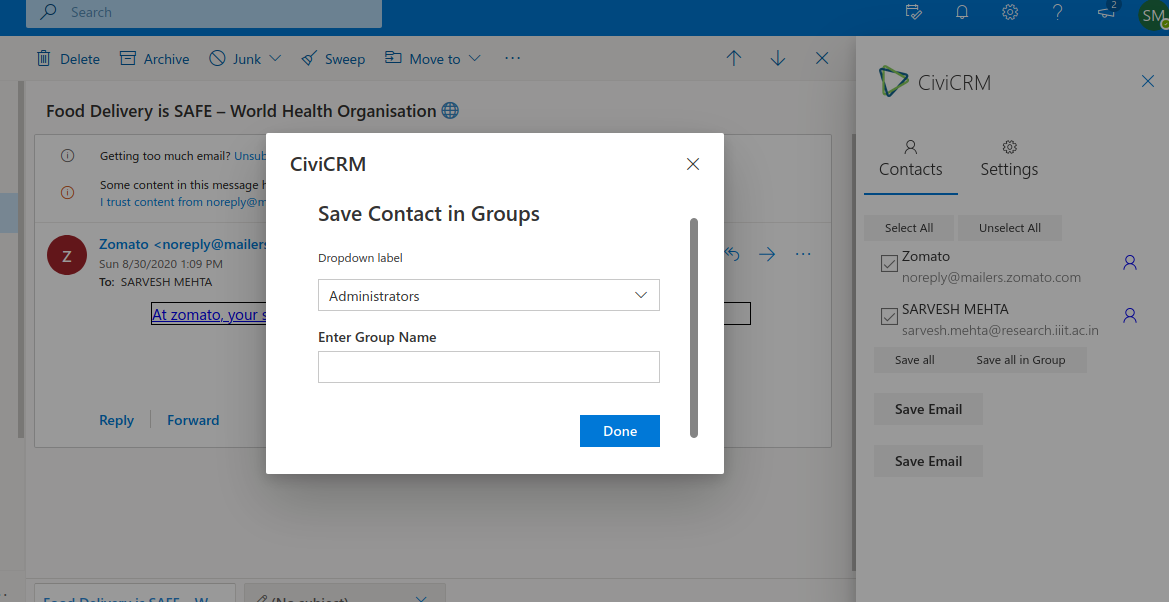 Search
2
SM
Delete
Archive
Junk
Sweep
Move to
Food Delivery is SAFE – World Health Organisation
Getting too much email? Unsub
Some content in this message h
I trust content from noreply@m
Z
Zomato <noreply@mailers
Sun 8/30/2020 1:09 PM
To: SARVESH MEHTA
At zomato, your s
Reply
Forward
CiviCRM
Save Contact in Groups
Dropdown label
Administrators
Enter Group Name
Done
CiviCRM
Contacts
Settings
Select All
Unselect All
Zomato
noreply@mailers.zomato.com
SARVESH MEHTA
sarvesh.mehta@research.iiit.ac.in
Save all
Save all in Group
Save Email
Save Email
Food Delivery is SAFE – W
(No subject)